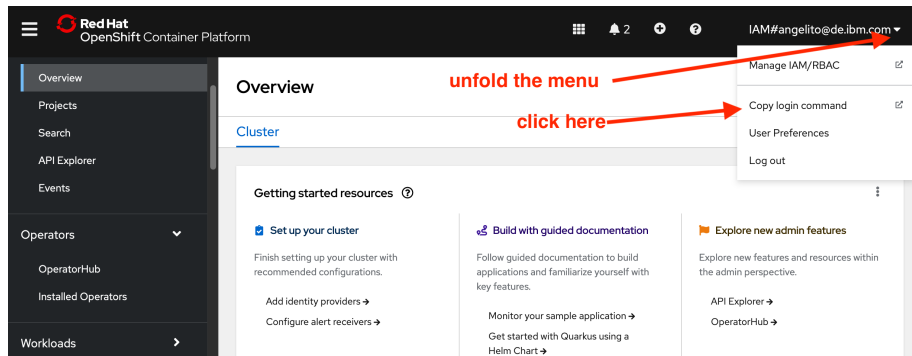 Red Hat
OpenShift Container Platform
2
IAM#angelito@de.ibm.com
Overview
Projects
Search
API Explorer
Events
Operators
OperatorHub
Installed Operators
Workloads
Overview
Cluster
unfold the menu
click here
Manage IAM/RBAC
Copy login command
User Preferences
Log out
Getting started resources
Set up your cluster
Finish setting up your cluster with
recommended configurations.
Add identity providers →
Configure alert receivers →
Build with guided documentation
Follow guided documentation to build
applications and familiarize yourself with
key features.
Monitor your sample application →
Get started with Quarkus using a
Helm Chart →
Explore new admin features
Explore new features and resources within
the admin perspective.
API Explorer →
OperatorHub →